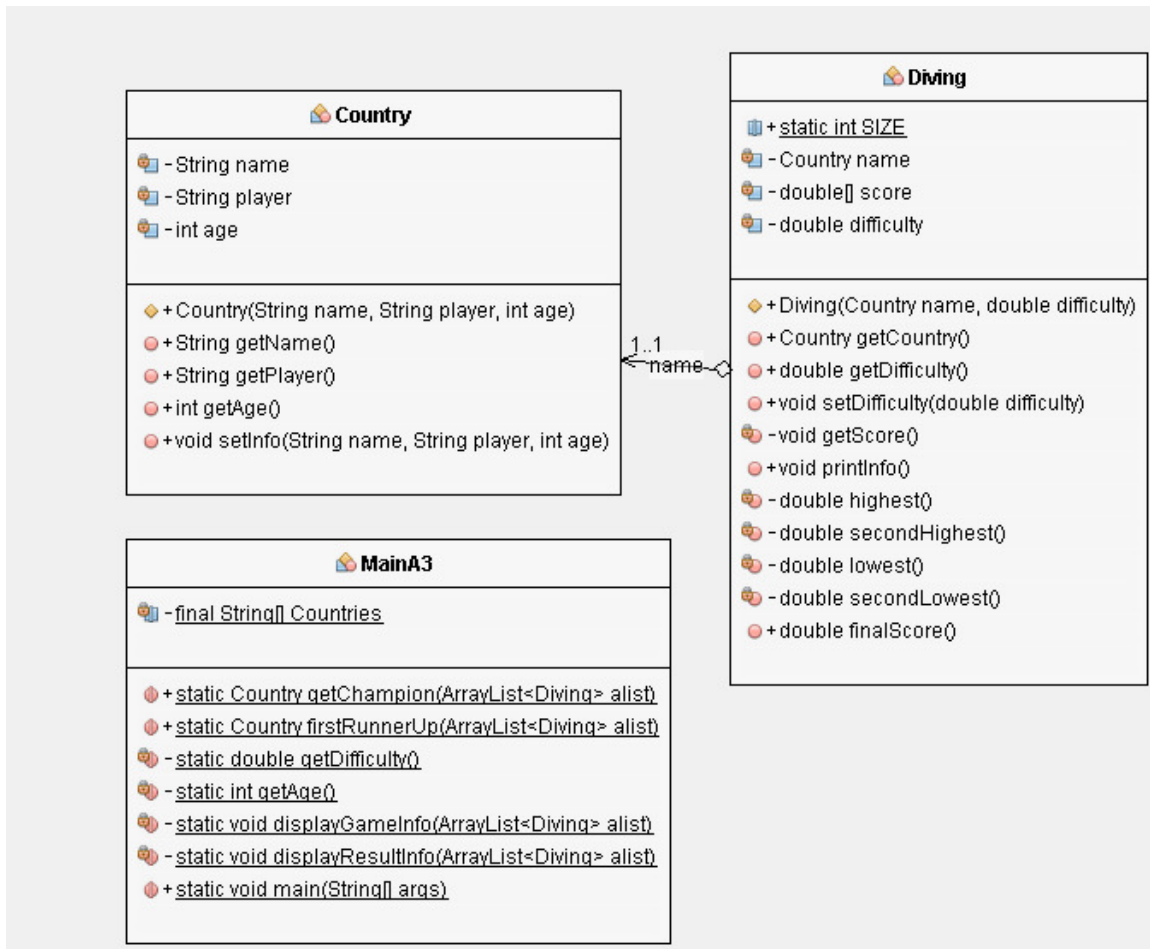 Country
- String name
- String player
- int age
+ Country(String name, String player, int age)
+ String getName()
+ String getPlayer()
+ int getAge()
+ void setInfo(String name, String player, int age)
1..1
name
Diving
+ static int SIZE
- Country name
- double[] score
- double difficulty
+ Diving(Country name, double difficulty)
+ Country getCountry()
+ double getDifficulty()
+ void setDifficulty(double difficulty)
- void getScore()
+ void printInfo()
- double highest()
- double secondHighest()
- double lowest()
- double secondLowest()
+ double finalScore()
MainA3
- final String[] Countries
+ static Country getChampion(ArrayList<Diving> alist)
+ static Country firstRunnerUp(ArrayList<Diving> alist)
- static double getDifficulty()
- static int getAge()
- static void displayGameInfo(ArrayList<Diving> alist)
- static void displayResultInfo(ArrayList<Diving> alist)
+ static void main(String[] args)